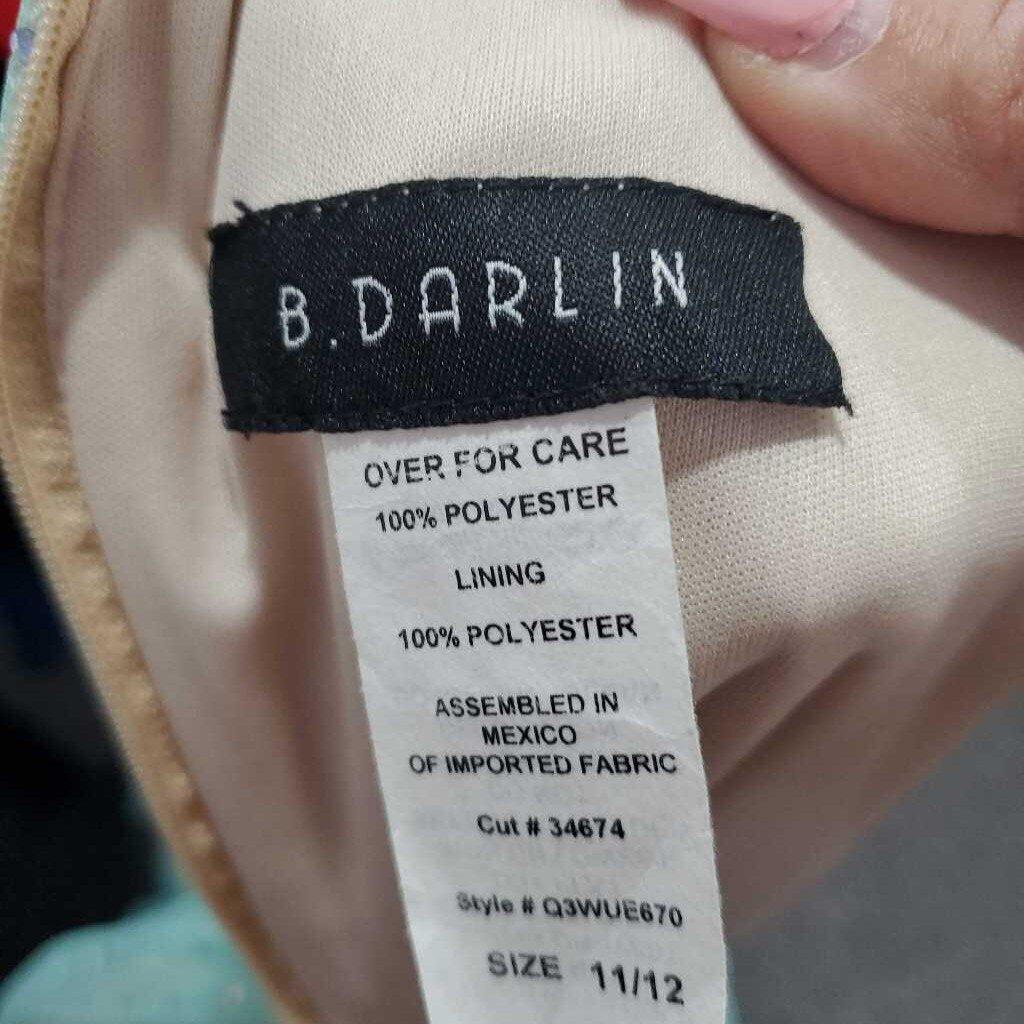 B.DARLIN
OVER FOR CARE
100% POLYESTER
LINING
100% POLYESTER
ASSEMBLED IN
MEXICO
OF IMPORTED FABRIC
Cut # 34674
Style # Q3WUE670
SIZE 11/12